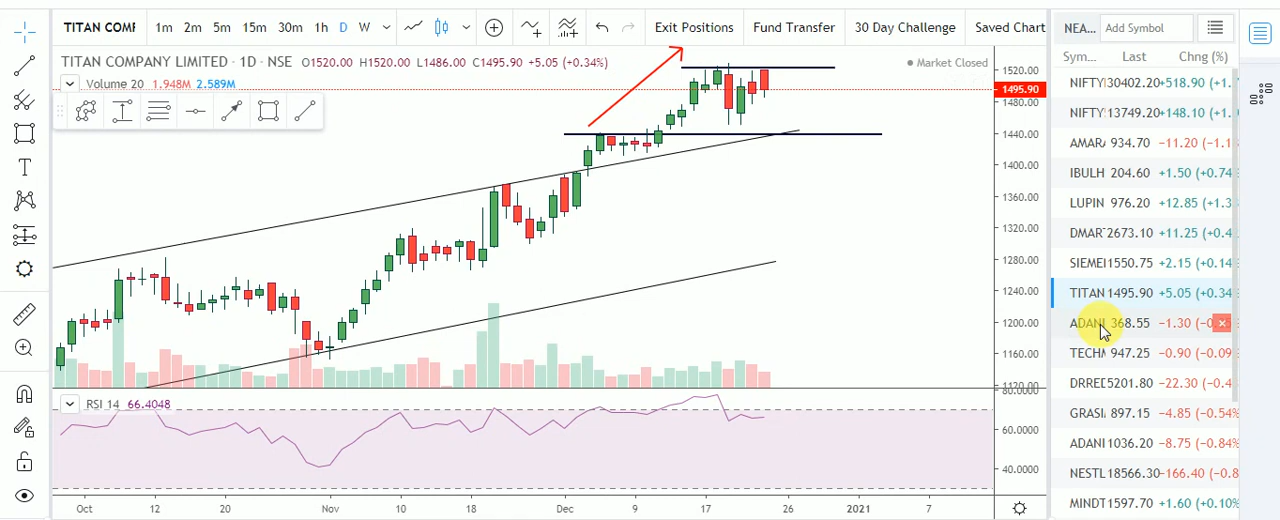 TITAN COMP 1m 2m 5m 15m 30m 1h D W Exit Positions Fund Transfer 30 Day Challenge Saved Chart
NEA... Add Symbol
TITAN COMPANY LIMITED · 1D · NSE O1520.00 H1520.00 L1486.00 C1495.90 +5.05 (+0.34%)
Market Closed
Volume 20 1.948M 2.589M
T
1520.00
1495.90
1480.00
1440.00
1400.00
1360.00
1320.00
1280.00
1240.00
1200.00
1160.00
1120.00
RSI 14 66.4048
80.0000
60.0000
40.0000
Oct 12 20 Nov 10 18 Dec 9 17 26 2021 7
Sym... Last Chng (%)
NIFTY 30402.20 +518.90 (+1.
NIFTY 13749.20 +148.10 (+1.
AMARA 934.70 −11.20 (−1.1
IBULH 204.60 +1.50 (+0.74
LUPIN 976.20 +12.85 (+1.3
DMAR 2673.10 +11.25 (+0.4
SIEME 1550.75 +2.15 (+0.14
TITAN 1495.90 +5.05 (+0.34
ADANI 368.55 −1.30 (−0.
TECH 947.25 −0.90 (−0.09
DRRED 5201.80 −22.30 (−0.4
GRASI 897.15 −4.85 (−0.54%
ADANI 1036.20 −8.75 (−0.84%
NESTL 18566.30 −166.40 (−0.8
MINDT 1597.70 +1.60 (+0.10%